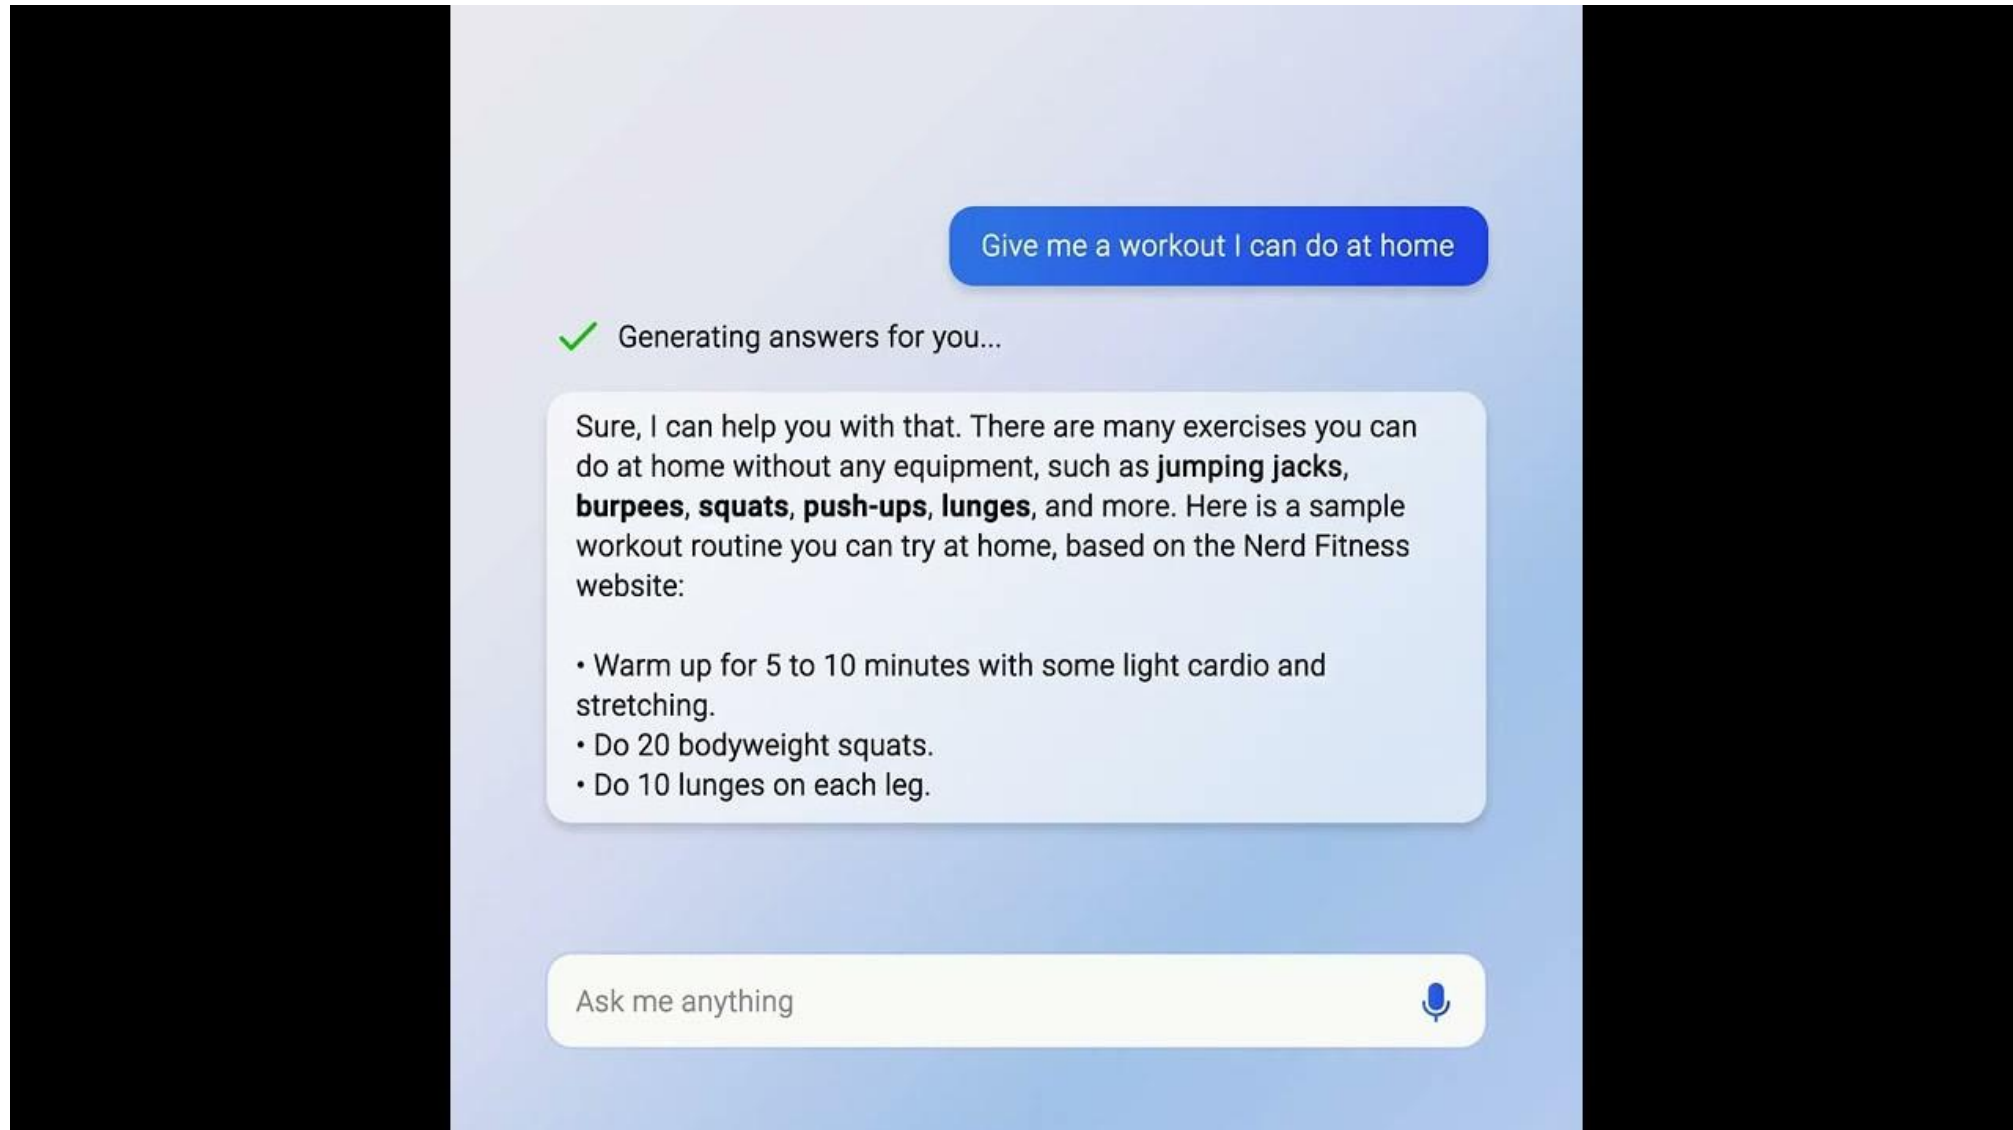 Give me a workout I can do at home
Generating answers for you...
Sure, I can help you with that. There are many exercises you can
do at home without any equipment, such as jumping jacks,
burpees, squats, push-ups, lunges, and more. Here is a sample
workout routine you can try at home, based on the Nerd Fitness
website:
• Warm up for 5 to 10 minutes with some light cardio and
stretching.
• Do 20 bodyweight squats.
• Do 10 lunges on each leg.
Ask me anything